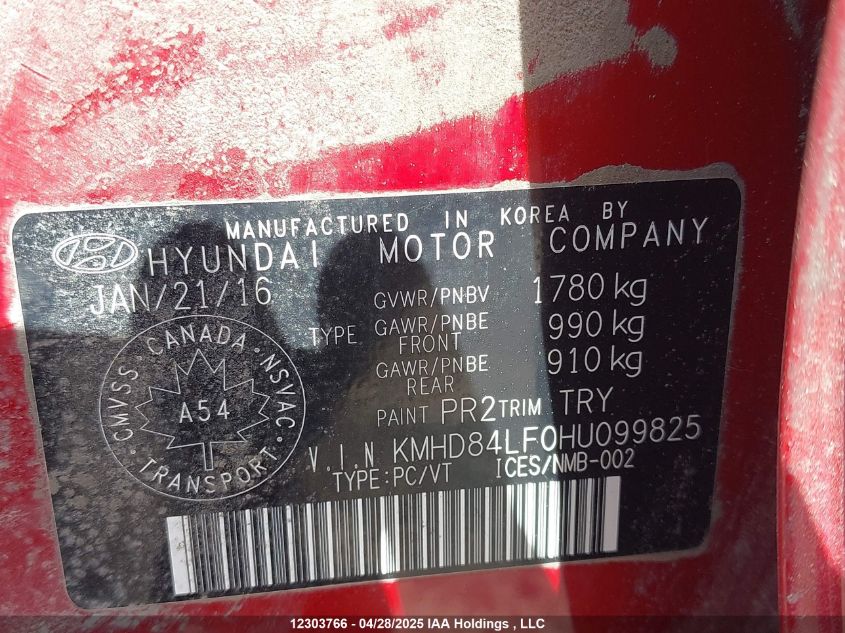 MANUFACTURED IN KOREA BY
HYUNDAI MOTOR COMPANY
JAN/21/16
GVWR/PNBV 1780 kg
TYPE GAWR/PNBE FRONT 990 kg
GAWR/PNBE REAR 910 kg
PAINT PR2 TRIM TRY
V.I.N KMHD84LF0HU099825
TYPE:PC/VT ICES/NMB-002
CANADA
CMVSS A54 NSVAC
TRANSPORT
12303766 - 04/28/2025 IAA Holdings , LLC